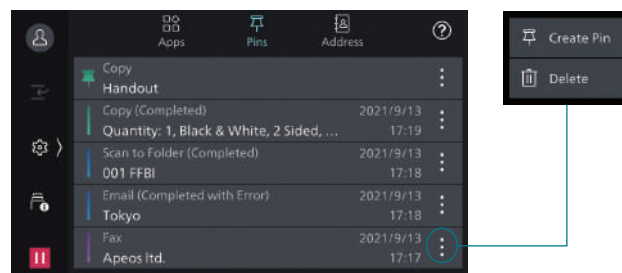 Apps
Pins
Address
Copy
Handout
Copy (Completed)
2021/9/13
Quantity: 1, Black & White, 2 Sided, ...
17:19
Scan to Folder (Completed)
2021/9/13
001 FFBI
17:18
Email (Completed with Error)
2021/9/13
Tokyo
17:18
Fax
2021/9/13
Apeos ltd.
17:17
Create Pin
Delete